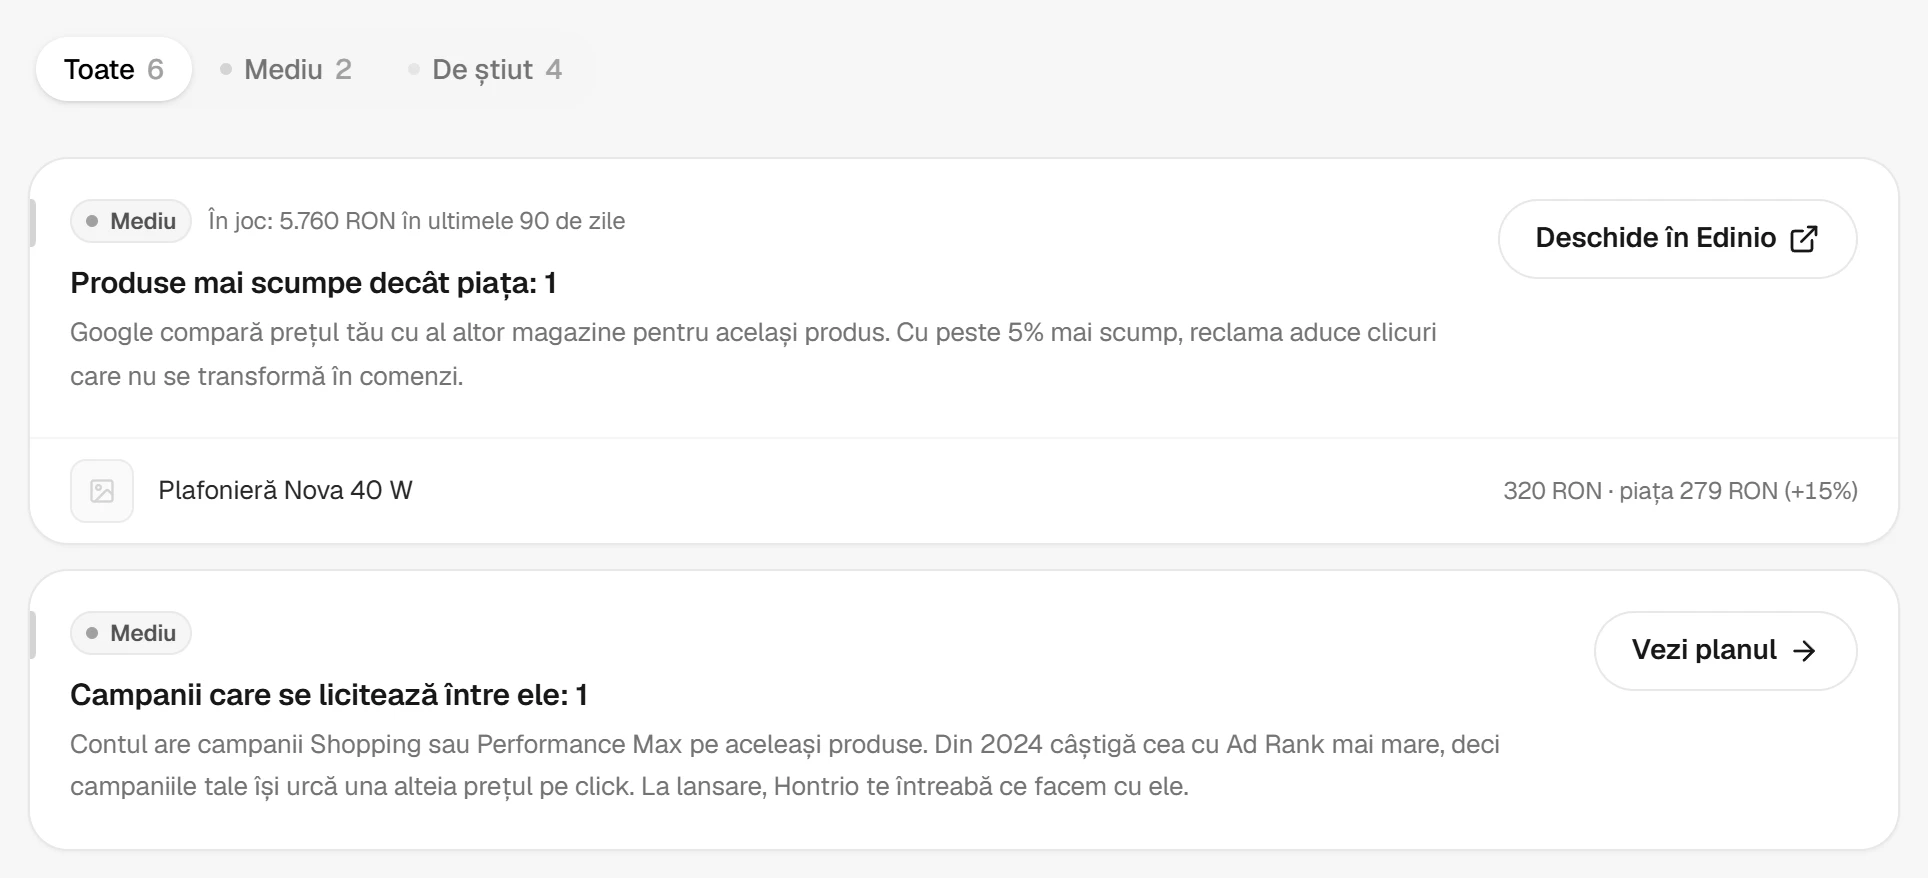 Toate 6
Mediu 2
De știut 4
Mediu
În joc: 5.760 RON în ultimele 90 de zile
Deschide în Edinio
Produse mai scumpe decât piața: 1
Google compară prețul tău cu al altor magazine pentru același produs. Cu peste 5% mai scump, reclama aduce clicuri
care nu se transformă în comenzi.
Plafonieră Nova 40 W
320 RON · piața 279 RON (+15%)
Mediu
Vezi planul
Campanii care se licitează între ele: 1
Contul are campanii Shopping sau Performance Max pe aceleași produse. Din 2024 câștigă cea cu Ad Rank mai mare, deci
campaniile tale își urcă una alteia prețul pe click. La lansare, Hontrio te întreabă ce facem cu ele.